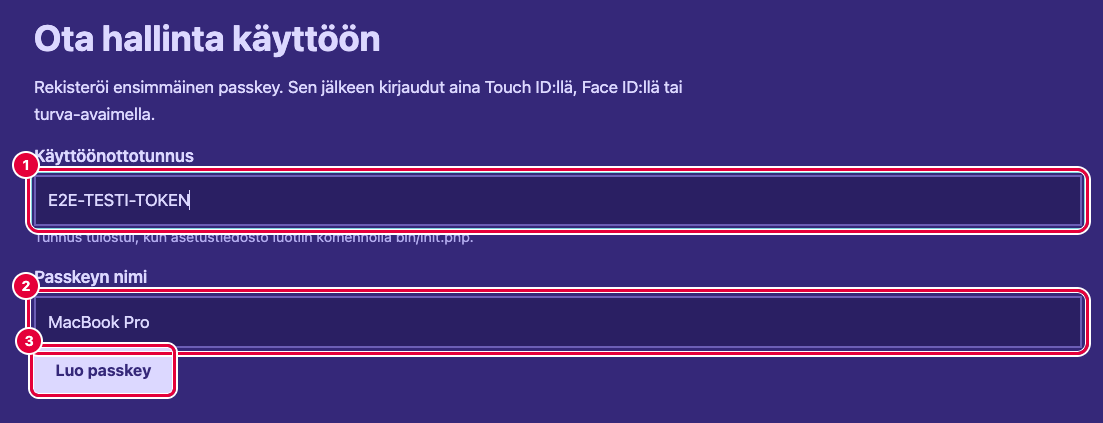 Ota hallinta käyttöön
Rekisteröi ensimmäinen passkey. Sen jälkeen kirjaudut aina Touch ID:llä, Face ID:llä tai
turva-avaimella.
1
Käyttöönottotunnus
E2E-TESTI-TOKEN
Tunnus tulostui, kun asetustiedosto luotiin komennolla bin/init.php.
2
Passkeyn nimi
MacBook Pro
3
Luo passkey